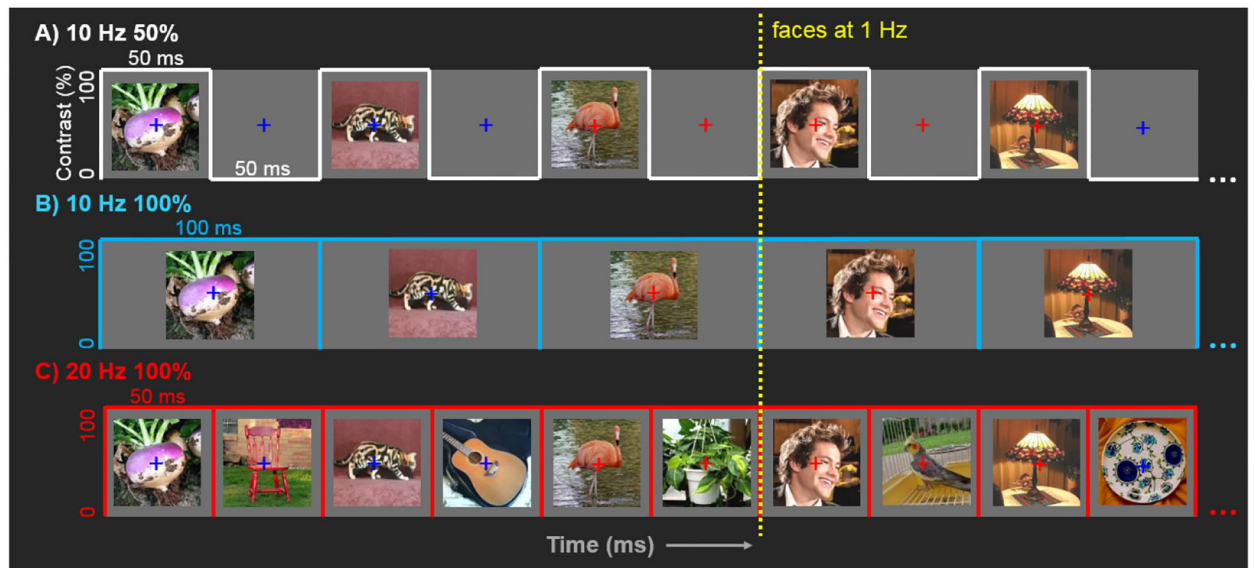 faces at 1 Hz
A) 10 Hz 50%
50 ms
Contrast (%)
100
0
50 ms
...
B) 10 Hz 100%
100 ms
100
0
...
C) 20 Hz 100%
50 ms
100
0
...
Time (ms)